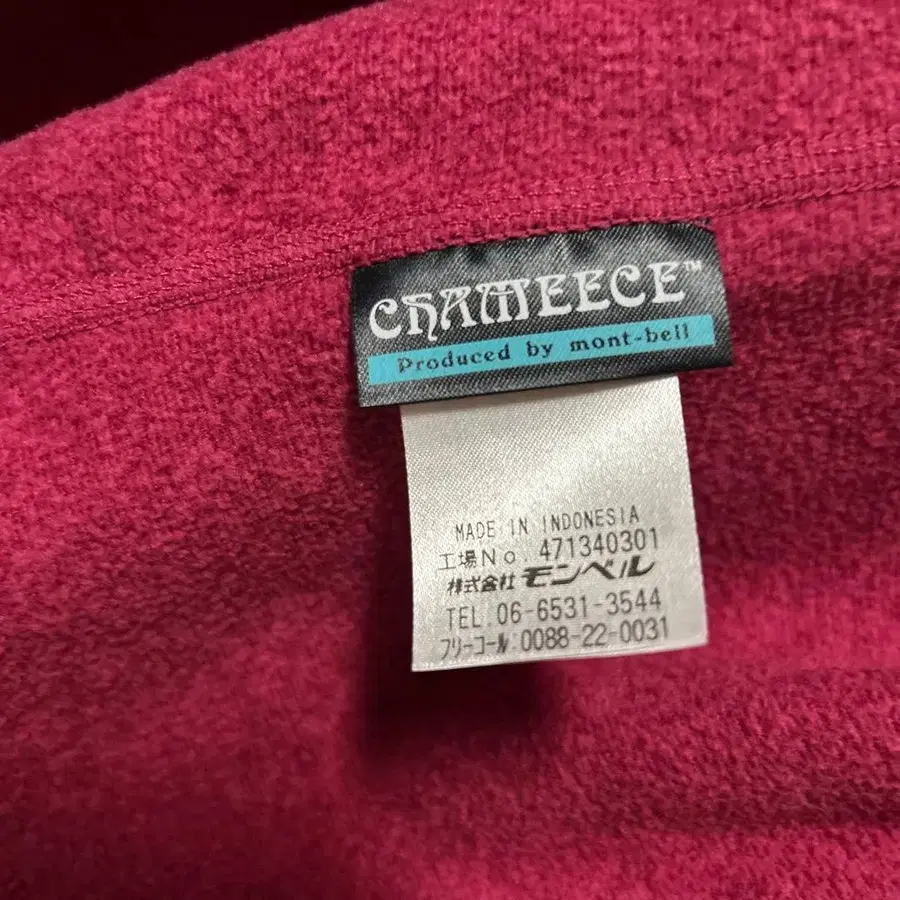 CHAMEECE™
Produced by mont-bell
MADE IN INDONESIA
工場No. 471340301
株式会社 モンベル
TEL.06-6531-3544
フリーコール:0088-22-0031